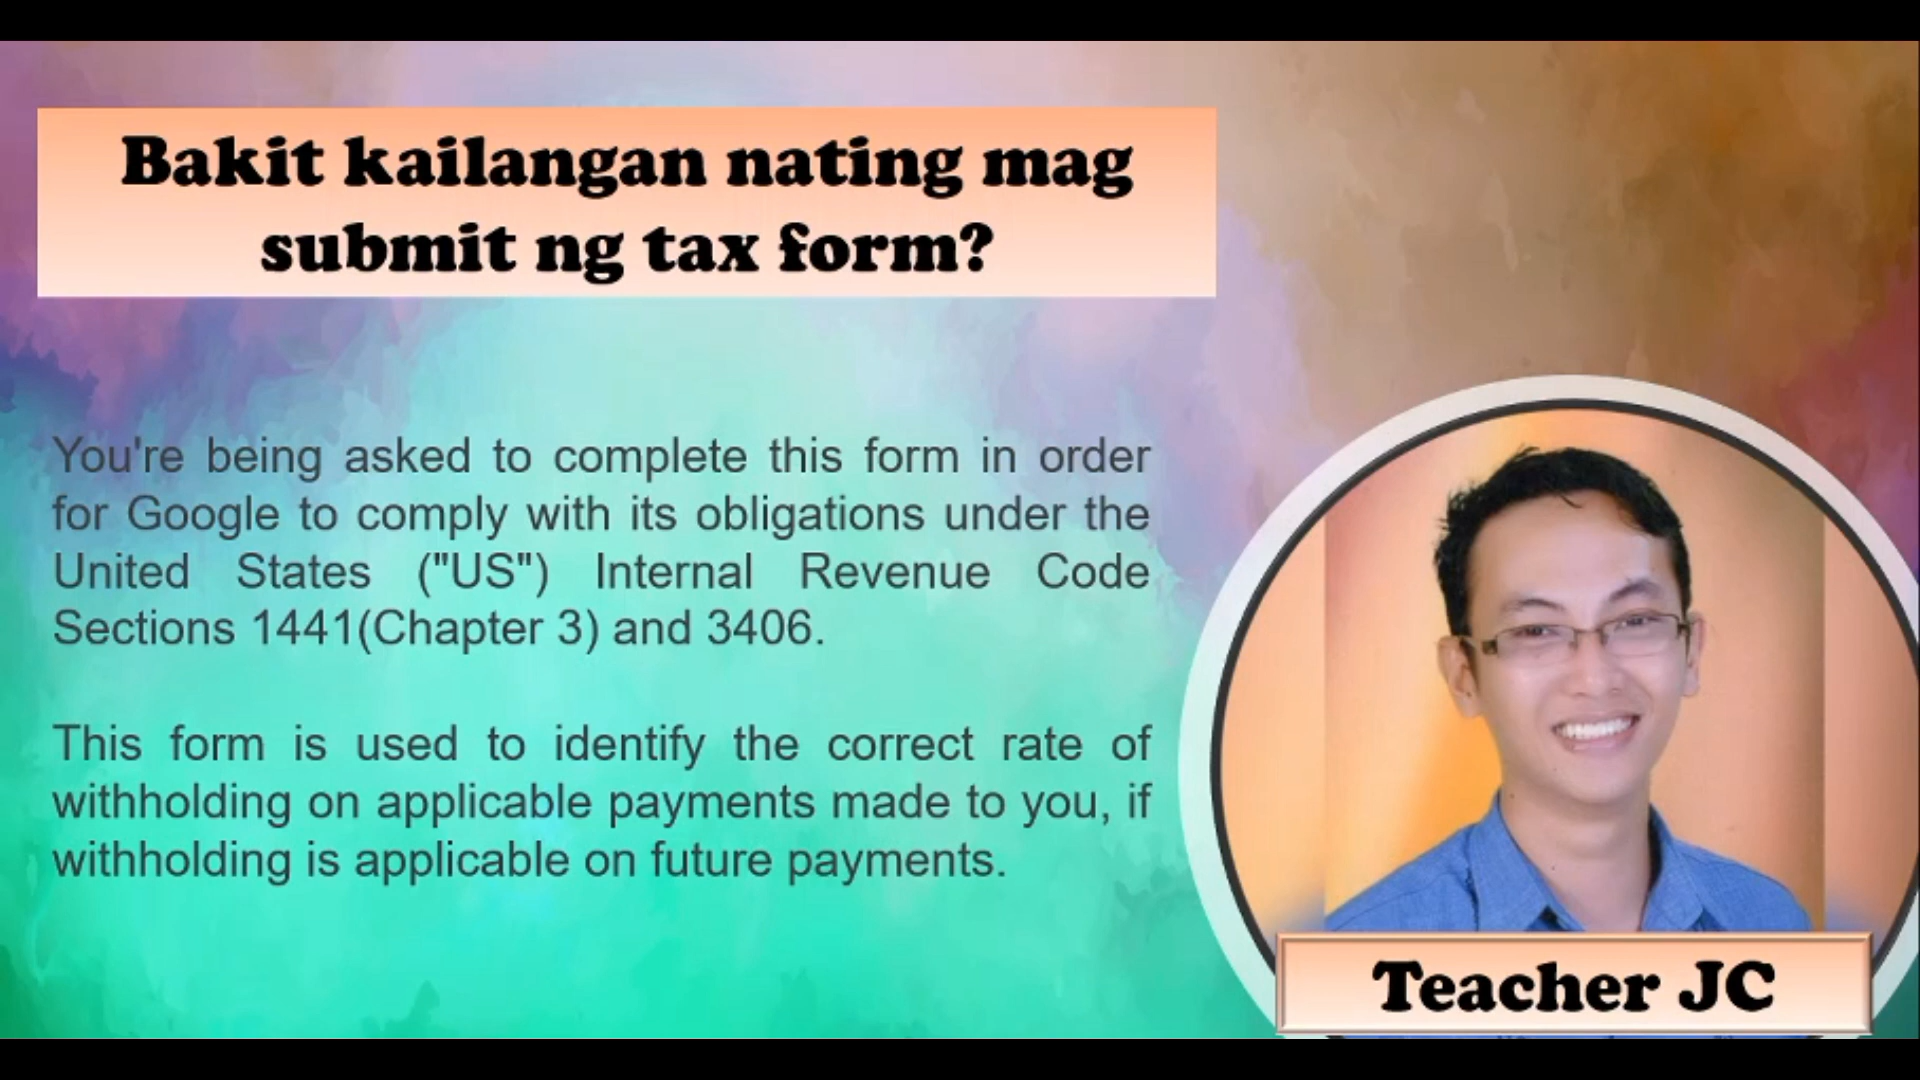 Bakit kailangan nating mag
submit ng tax form?
You're being asked to complete this form in order
for Google to comply with its obligations under the
United States ("US") Internal Revenue Code
Sections 1441(Chapter 3) and 3406.
This form is used to identify the correct rate of
withholding on applicable payments made to you, if
withholding is applicable on future payments.
Teacher JC